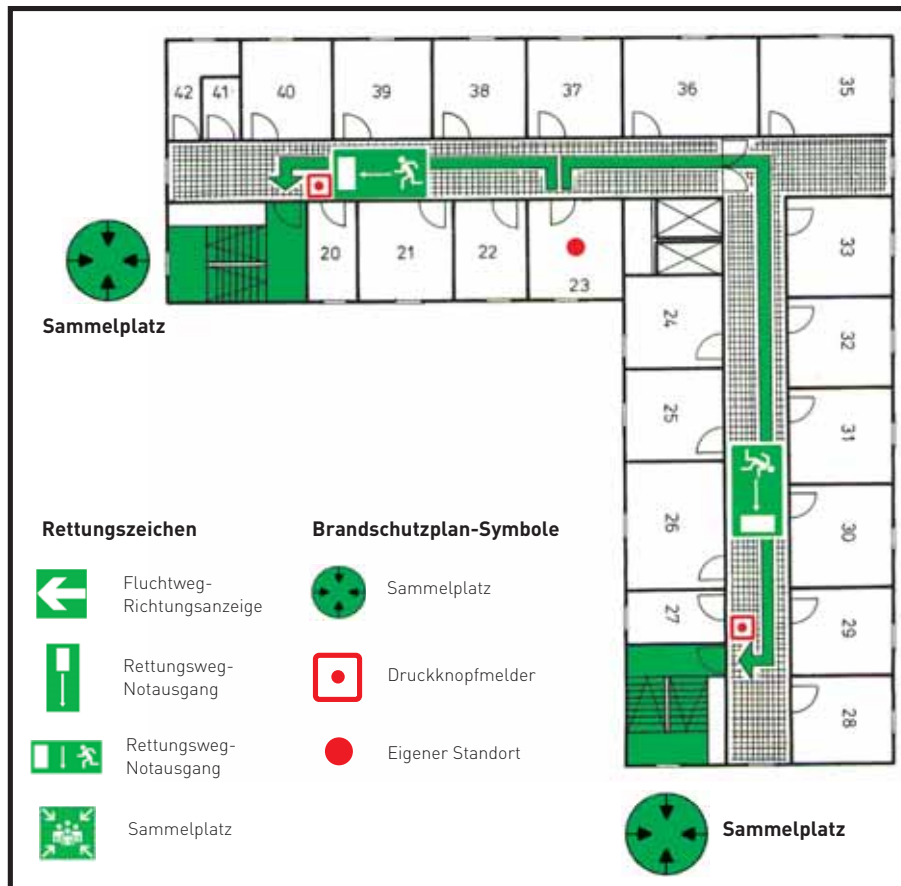 42
41
40
39
38
37
36
35
20
21
22
23
33
24
32
25
31
26
30
27
29
28
Sammelplatz
Rettungszeichen
Fluchtweg-
Richtungsanzeige
Rettungsweg-
Notausgang
Rettungsweg-
Notausgang
Sammelplatz
Brandschutzplan-Symbole
Sammelplatz
Druckknopfmelder
Eigener Standort
Sammelplatz